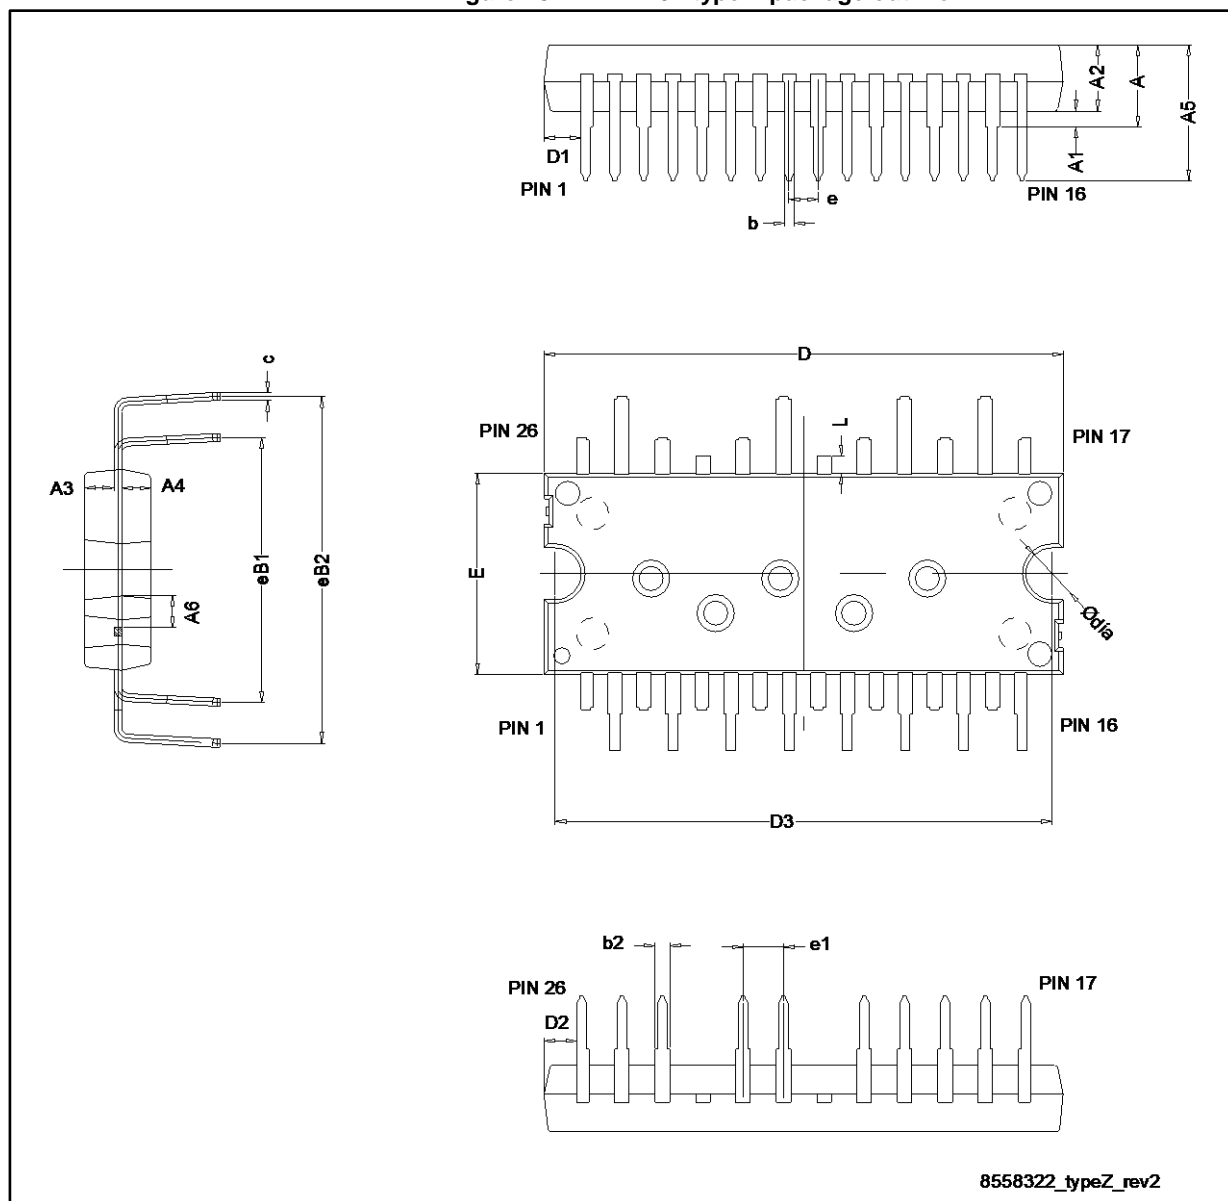 A2
A
A5
D1
A1
PIN 1
PIN 16
e
b
c
D
PIN 26
L
PIN 17
A3
A4
E
eB1
eB2
A6
Ødia
PIN 1
PIN 16
D3
b2
e1
PIN 26
PIN 17
D2
8558322_typeZ_rev2